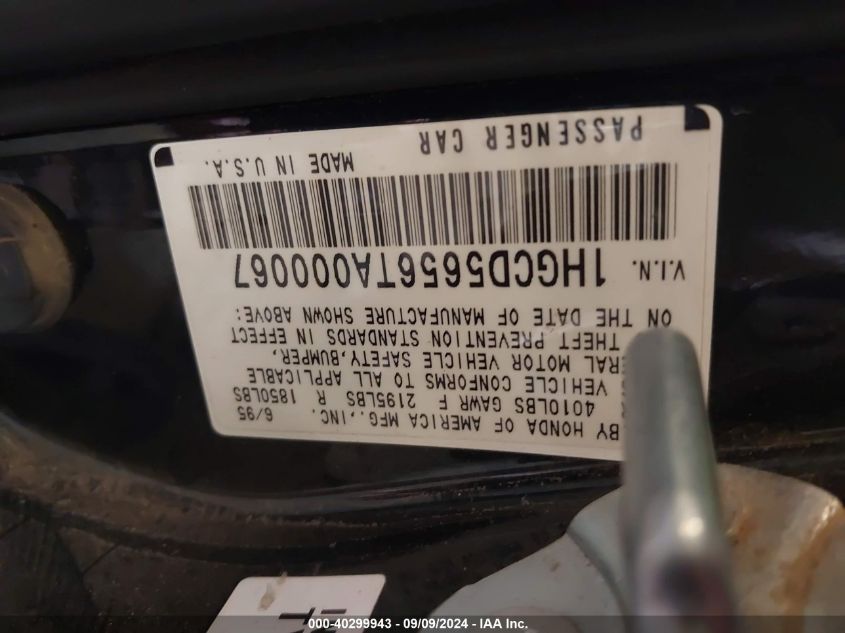 BY HONDA OF AMERICA MFG.,INC. 6/95
4010LBS GAWR F 2195LBS R 1850LBS
VEHICLE CONFORMS TO ALL APPLICABLE
ERAL MOTOR VEHICLE SAFETY,BUMPER,
THEFT PREVENTION STANDARDS IN EFFECT
ON THE DATE OF MANUFACTURE SHOWN ABOVE:
V.I.N. 1HGCD5656TA000067
PASSENGER CAR MADE IN U.S.A.
000-40299943 - 09/09/2024 - IAA Inc.